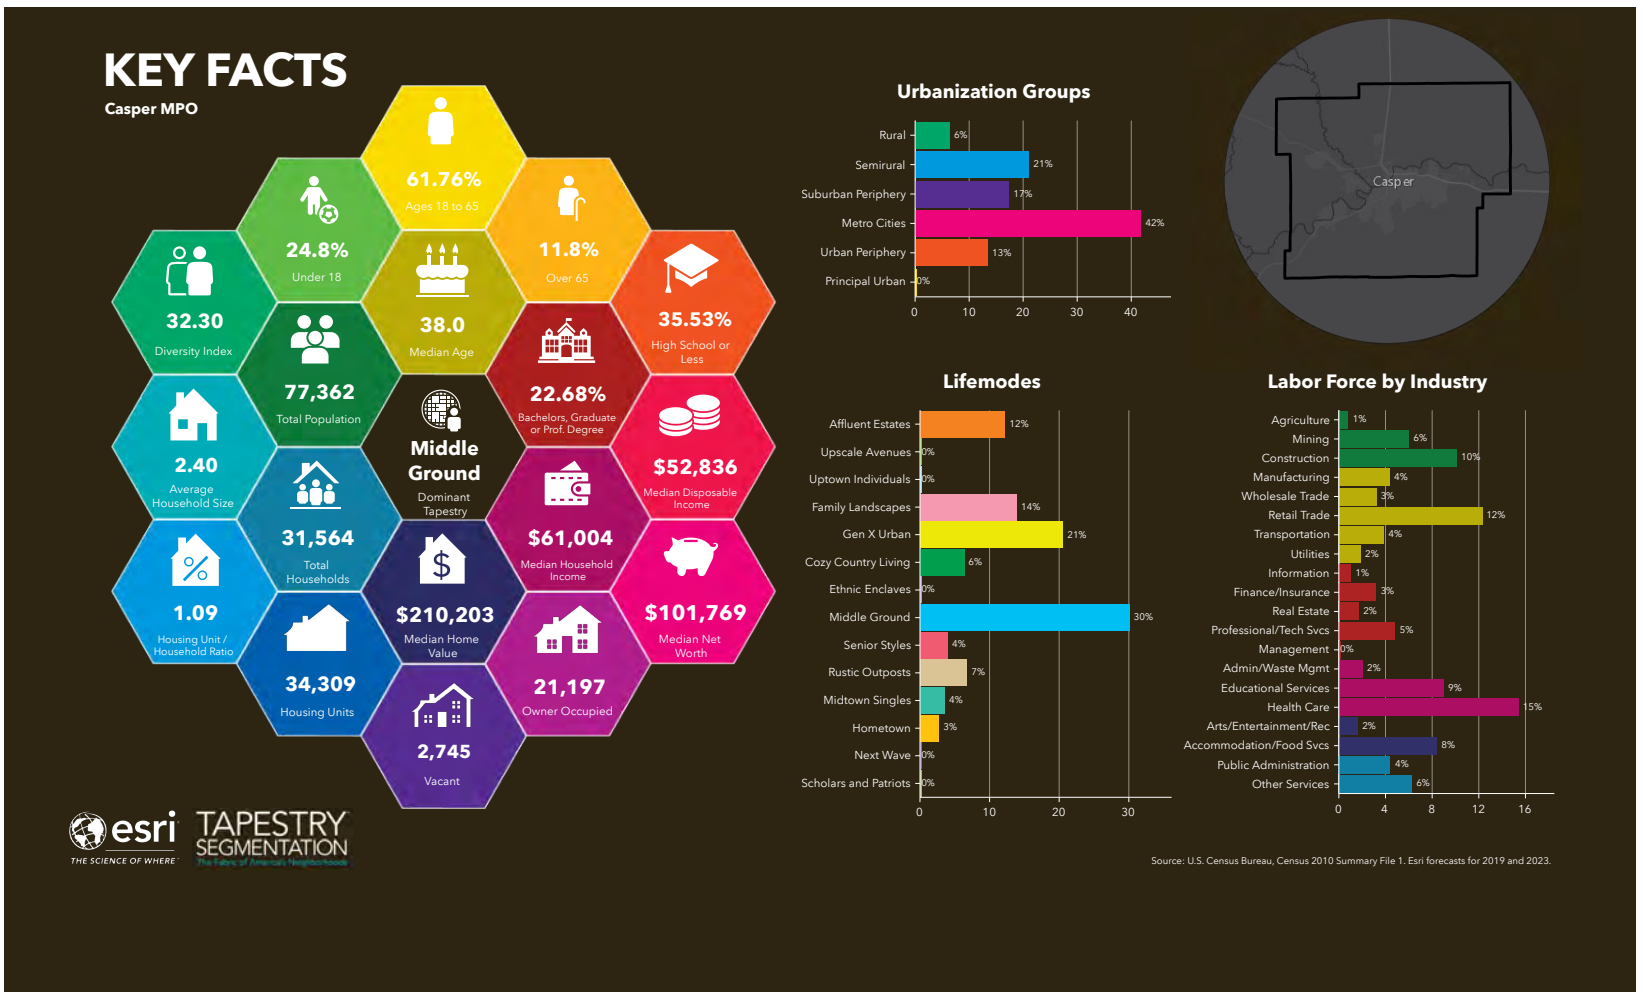 KEY FACTS
Casper MPO
61.76%
Ages 18 to 65
24.8%
Under 18
11.8%
Over 65
32.30
Diversity Index
38.0
Median Age
35.53%
High School or
Less
77,362
Total Population
22.68%
Bachelors, Graduate
or Prof. Degree
2.40
Average
Household Size
Middle
Ground
Dominant
Tapestry
$52,836
Median Disposable
Income
31,564
Total
Households
$61,004
Median Household
Income
1.09
Housing Unit /
Household Ratio
$
$210,203
Median Home
Value
$101,769
Median Net
Worth
34,309
Housing Units
21,197
Owner Occupied
2,745
Vacant
esri
THE SCIENCE OF WHERE™
TAPESTRY
SEGMENTATION
The Fabric of America's Neighborhoods
Urbanization Groups
Rural 6%
Semirural 21%
Suburban Periphery 17%
Metro Cities 42%
Urban Periphery 13%
Principal Urban 0%
0 10 20 30 40
Casper
Lifemodes
Affluent Estates 12%
Upscale Avenues 0%
Uptown Individuals 0%
Family Landscapes 14%
Gen X Urban 21%
Cozy Country Living 6%
Ethnic Enclaves 0%
Middle Ground 30%
Senior Styles 4%
Rustic Outposts 7%
Midtown Singles 4%
Hometown 3%
Next Wave 0%
Scholars and Patriots 0%
0 10 20 30
Labor Force by Industry
Agriculture 1%
Mining 6%
Construction 10%
Manufacturing 4%
Wholesale Trade 3%
Retail Trade 12%
Transportation 4%
Utilities 2%
Information 1%
Finance/Insurance 3%
Real Estate 2%
Professional/Tech Svcs 5%
Management 0%
Admin/Waste Mgmt 2%
Educational Services 9%
Health Care 15%
Arts/Entertainment/Rec 2%
Accommodation/Food Svcs 8%
Public Administration 4%
Other Services 6%
0 4 8 12 16
Source: U.S. Census Bureau, Census 2010 Summary File 1. Esri forecasts for 2019 and 2023.